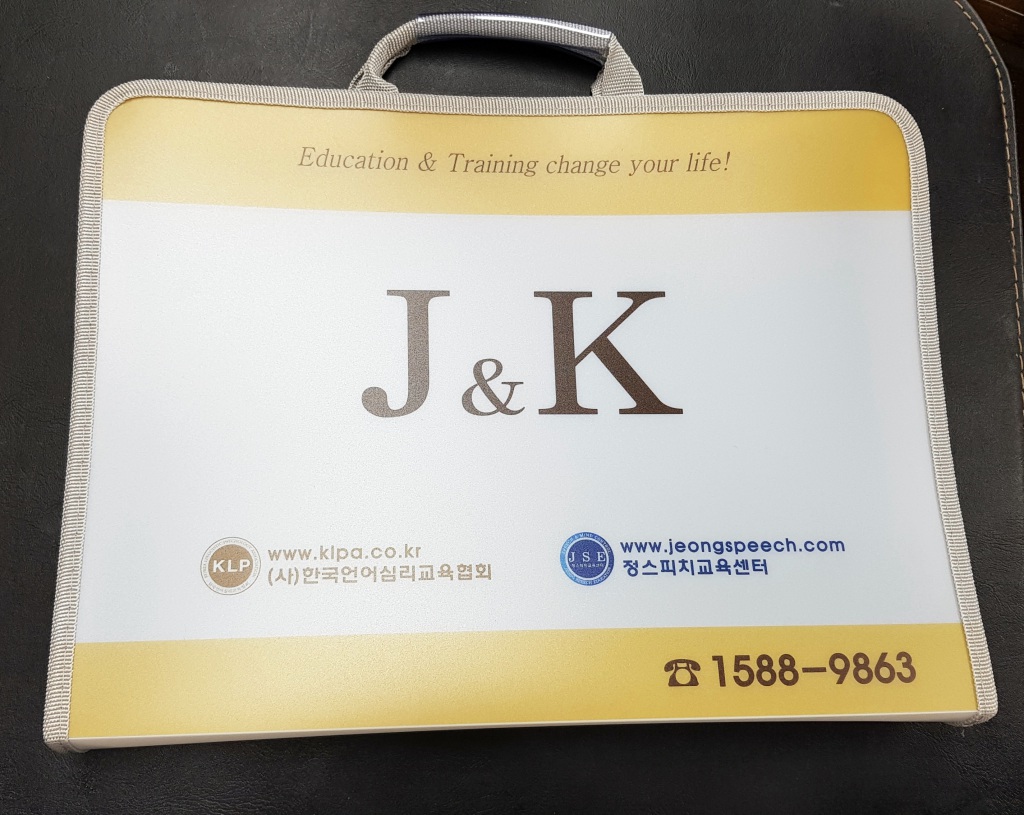 Education & Training change your life!
J & K
KLP
www.klpa.co.kr
(사)한국언어심리교육협회
JSE
www.jeongspeech.com
정스피치교육센터
☎ 1588-9863